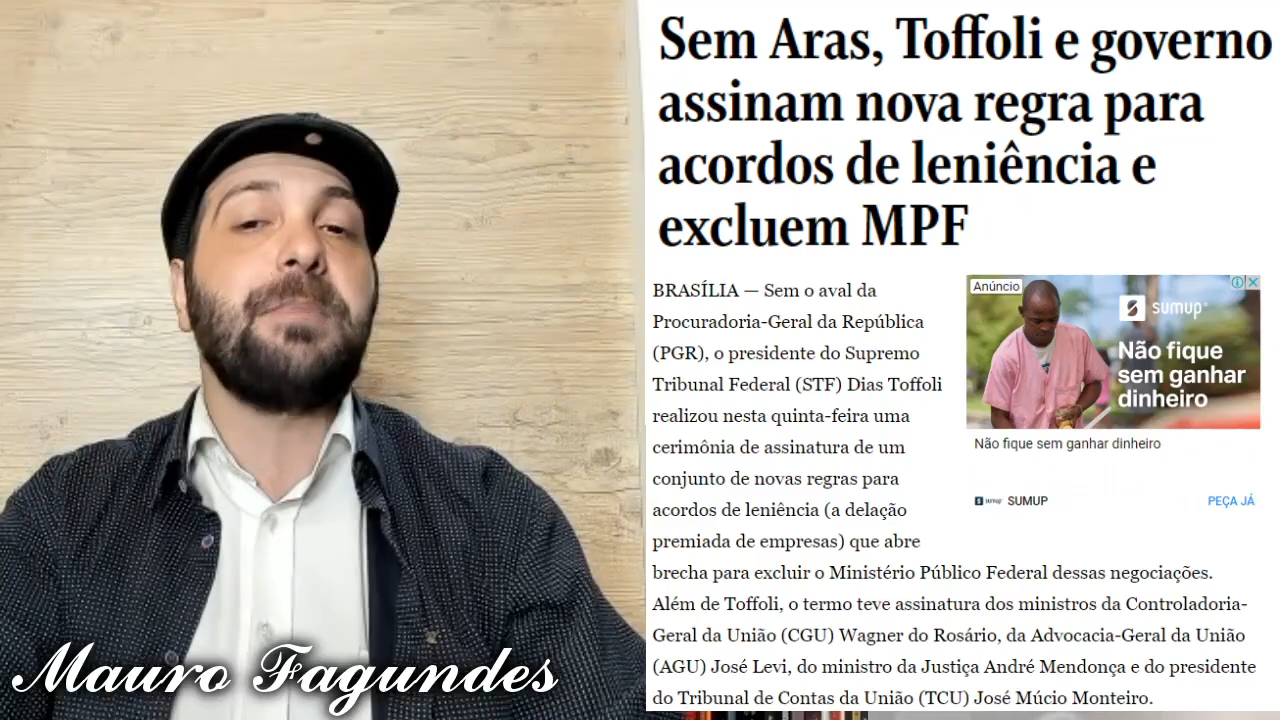 Sem Aras, Toffoli e governo
assinam nova regra para
acordos de leniência e
excluem MPF
BRASÍLIA — Sem o aval da
Procuradoria-Geral da República
(PGR), o presidente do Supremo
Tribunal Federal (STF) Dias Toffoli
realizou nesta quinta-feira uma
cerimônia de assinatura de um
conjunto de novas regras para
acordos de leniência (a delação
premiada de empresas) que abre
brecha para excluir o Ministério Público Federal dessas negociações.
Além de Toffoli, o termo teve assinatura dos ministros da Controladoria-
Geral da União (CGU) Wagner do Rosário, da Advocacia-Geral da União
(AGU) José Levi, do ministro da Justiça André Mendonça e do presidente
do Tribunal de Contas da União (TCU) José Múcio Monteiro.
Anúncio
sumup
Não fique
sem ganhar
dinheiro
Não fique sem ganhar dinheiro
sumup SUMUP
PEÇA JÁ
Mauro Fagundes